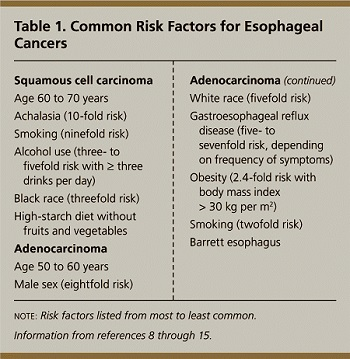 Table 1. Common Risk Factors for Esophageal
Cancers
Squamous cell carcinoma
Age 60 to 70 years
Achalasia (10-fold risk)
Smoking (ninefold risk)
Alcohol use (three- to
fivefold risk with ≥ three
drinks per day)
Black race (threefold risk)
High-starch diet without
fruits and vegetables
Adenocarcinoma
Age 50 to 60 years
Male sex (eightfold risk)
Adenocarcinoma (continued)
White race (fivefold risk)
Gastroesophageal reflux
disease (five- to
sevenfold risk, depending
on frequency of symptoms)
Obesity (2.4-fold risk with
body mass index
> 30 kg per m²)
Smoking (twofold risk)
Barrett esophagus
NOTE: Risk factors listed from most to least common.
Information from references 8 through 15.